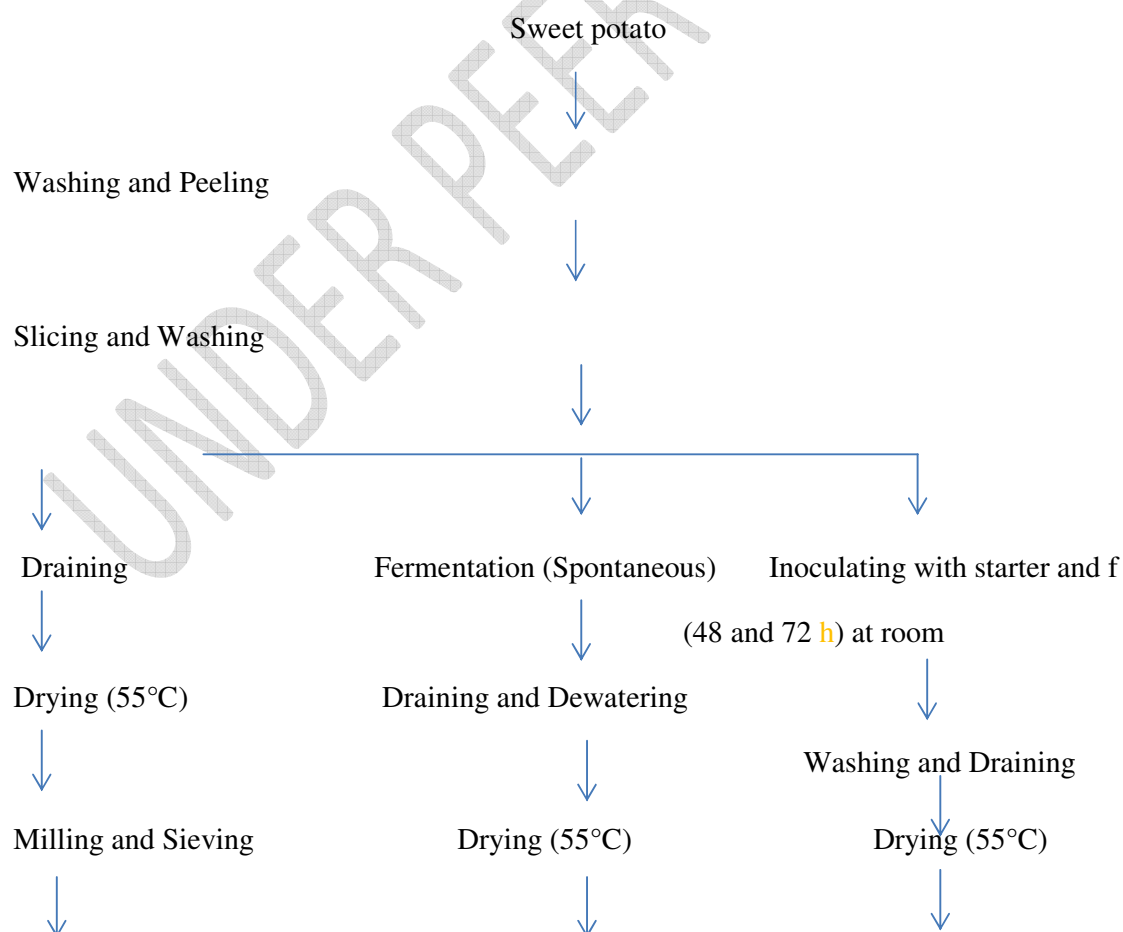 Sweet potato
Washing and Peeling
Slicing and Washing
Draining Fermentation (Spontaneous) Inoculating with starter and f
(48 and 72 h) at room
Drying (55°C) Draining and Dewatering
Washing and Draining
Milling and Sieving Drying (55°C) Drying (55°C)
UNDER PEER